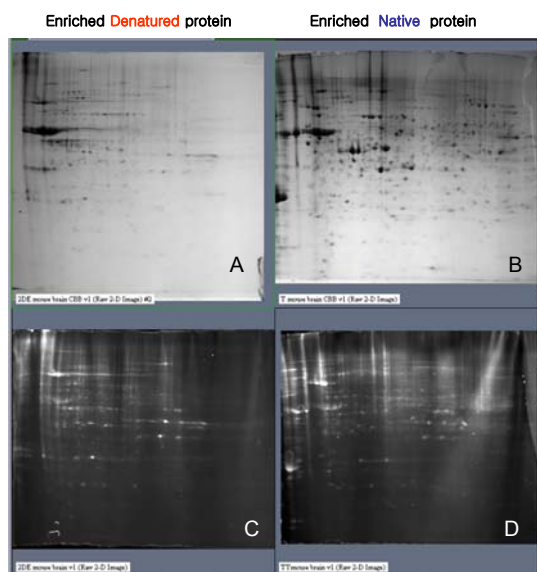 Enriched Denatured protein
Enriched Native protein
A
B
2DE mouse brain CBB v1 (Raw 2-D Image) #2
T mouse brain CBB v1 (Raw 2-D Image)
C
D
2DE mouse brain v1 (Raw 2-D Image)
TT mouse brain v1 (Raw 2-D Image)